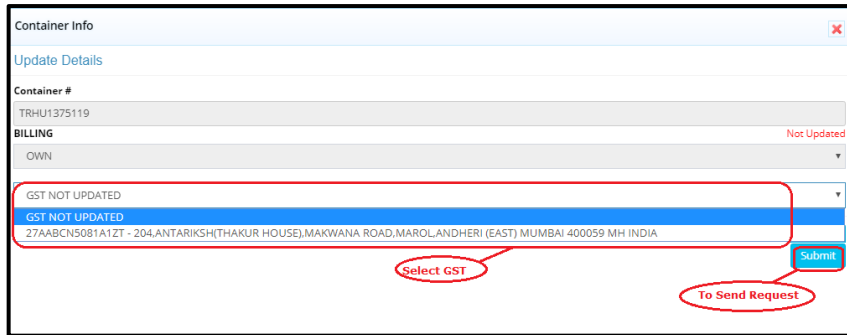 Container Info
Update Details
Container #
TRHU1375119
BILLING
Not Updated
OWN
GST NOT UPDATED
GST NOT UPDATED
27AABCN5081A1ZT - 204,ANTARIKSH(THAKUR HOUSE),MAKWANA ROAD,MAROL,ANDHERI (EAST) MUMBAI 400059 MH INDIA
Submit
Select GST
To Send Request